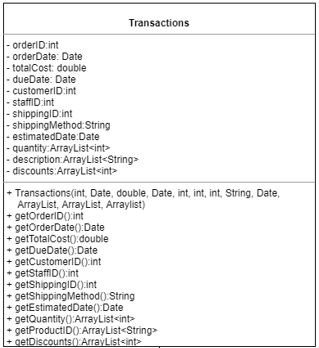 Transactions
- orderID:int
- orderDate: Date
- totalCost: double
- dueDate: Date
- customerID:int
- staffID:int
- shippingID:int
- shippingMethod:String
- estimatedDate:Date
- quantity:ArrayList<int>
- description:ArrayList<String>
- discounts:ArrayList<int>
+ Transactions(int, Date, double, Date, int, int, int, String, Date,
ArrayList, ArrayList, Arraylist)
+ getOrderID():int
+ getOrderDate():Date
+ getTotalCost():double
+ getDueDate():Date
+ getCustomerID():int
+ getStaffID():int
+ getShippingID():int
+ getShippingMethod():String
+ getEstimatedDate():Date
+ getQuantity():ArrayList<int>
+ getProductID():ArrayList<String>
+ getDiscounts():ArrayList<int>